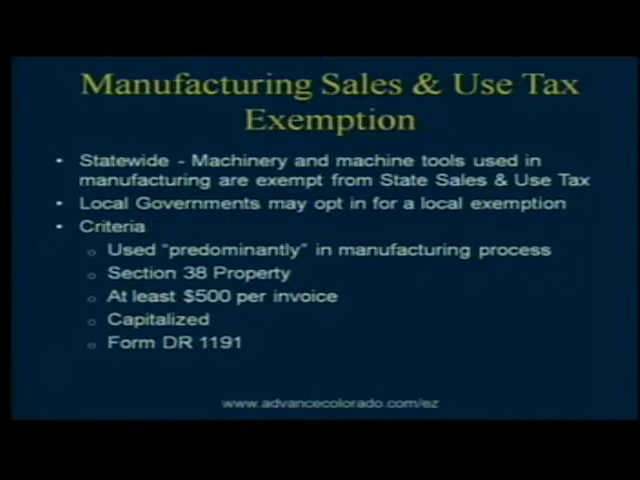 Manufacturing Sales & Use Tax
Exemption
• Statewide - Machinery and machine tools used in
manufacturing are exempt from State Sales & Use Tax
• Local Governments may opt in for a local exemption
• Criteria
o Used "predominantly" in manufacturing process
o Section 38 Property
o At least $500 per invoice
o Capitalized
o Form DR 1191
www.advancecolorado.com/ez